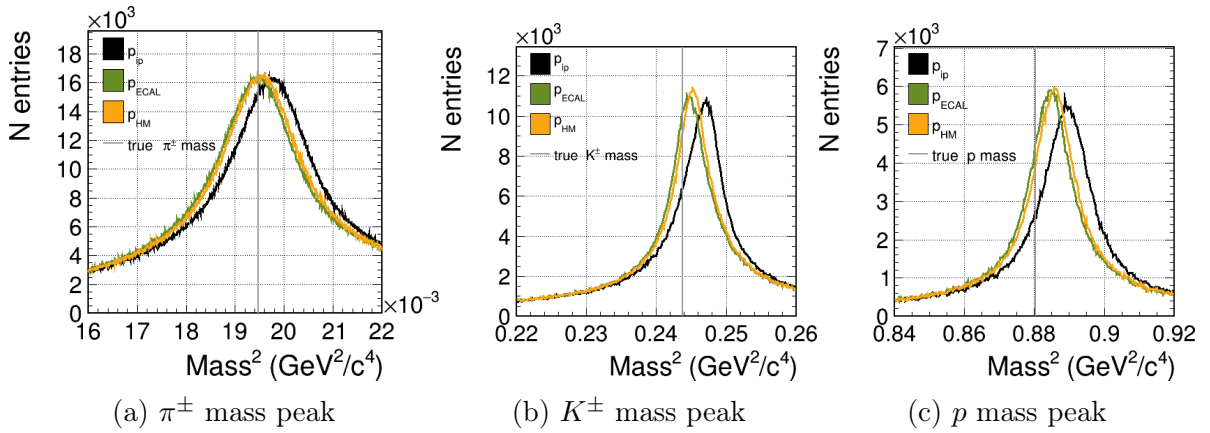 ×10³
N entries
18
16
14
12
10
8
6
4
2
0
p_ip
p_ECAL
p_HM
true π± mass
16 17 18 19 20 21 22
×10⁻³
Mass² (GeV²/c⁴)
(a) π± mass peak
×10³
N entries
12
10
8
6
4
2
0
p_ip
p_ECAL
p_HM
true K± mass
0.22 0.23 0.24 0.25 0.26
Mass² (GeV²/c⁴)
(b) K± mass peak
×10³
N entries
7
6
5
4
3
2
1
0
p_ip
p_ECAL
p_HM
true p mass
0.84 0.86 0.88 0.9 0.92
Mass² (GeV²/c⁴)
(c) p mass peak